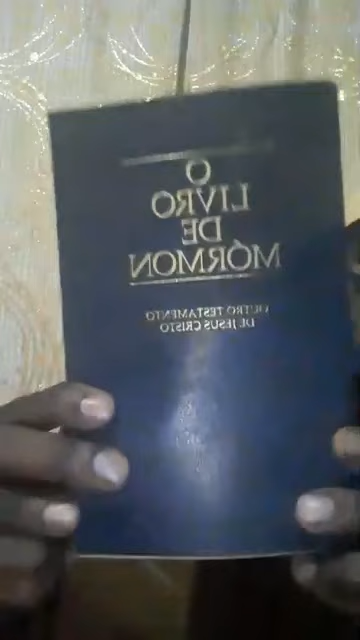 O
LIVRO
DE
MÓRMON
OUTRO TESTAMENTO
DE JESUS CRISTO